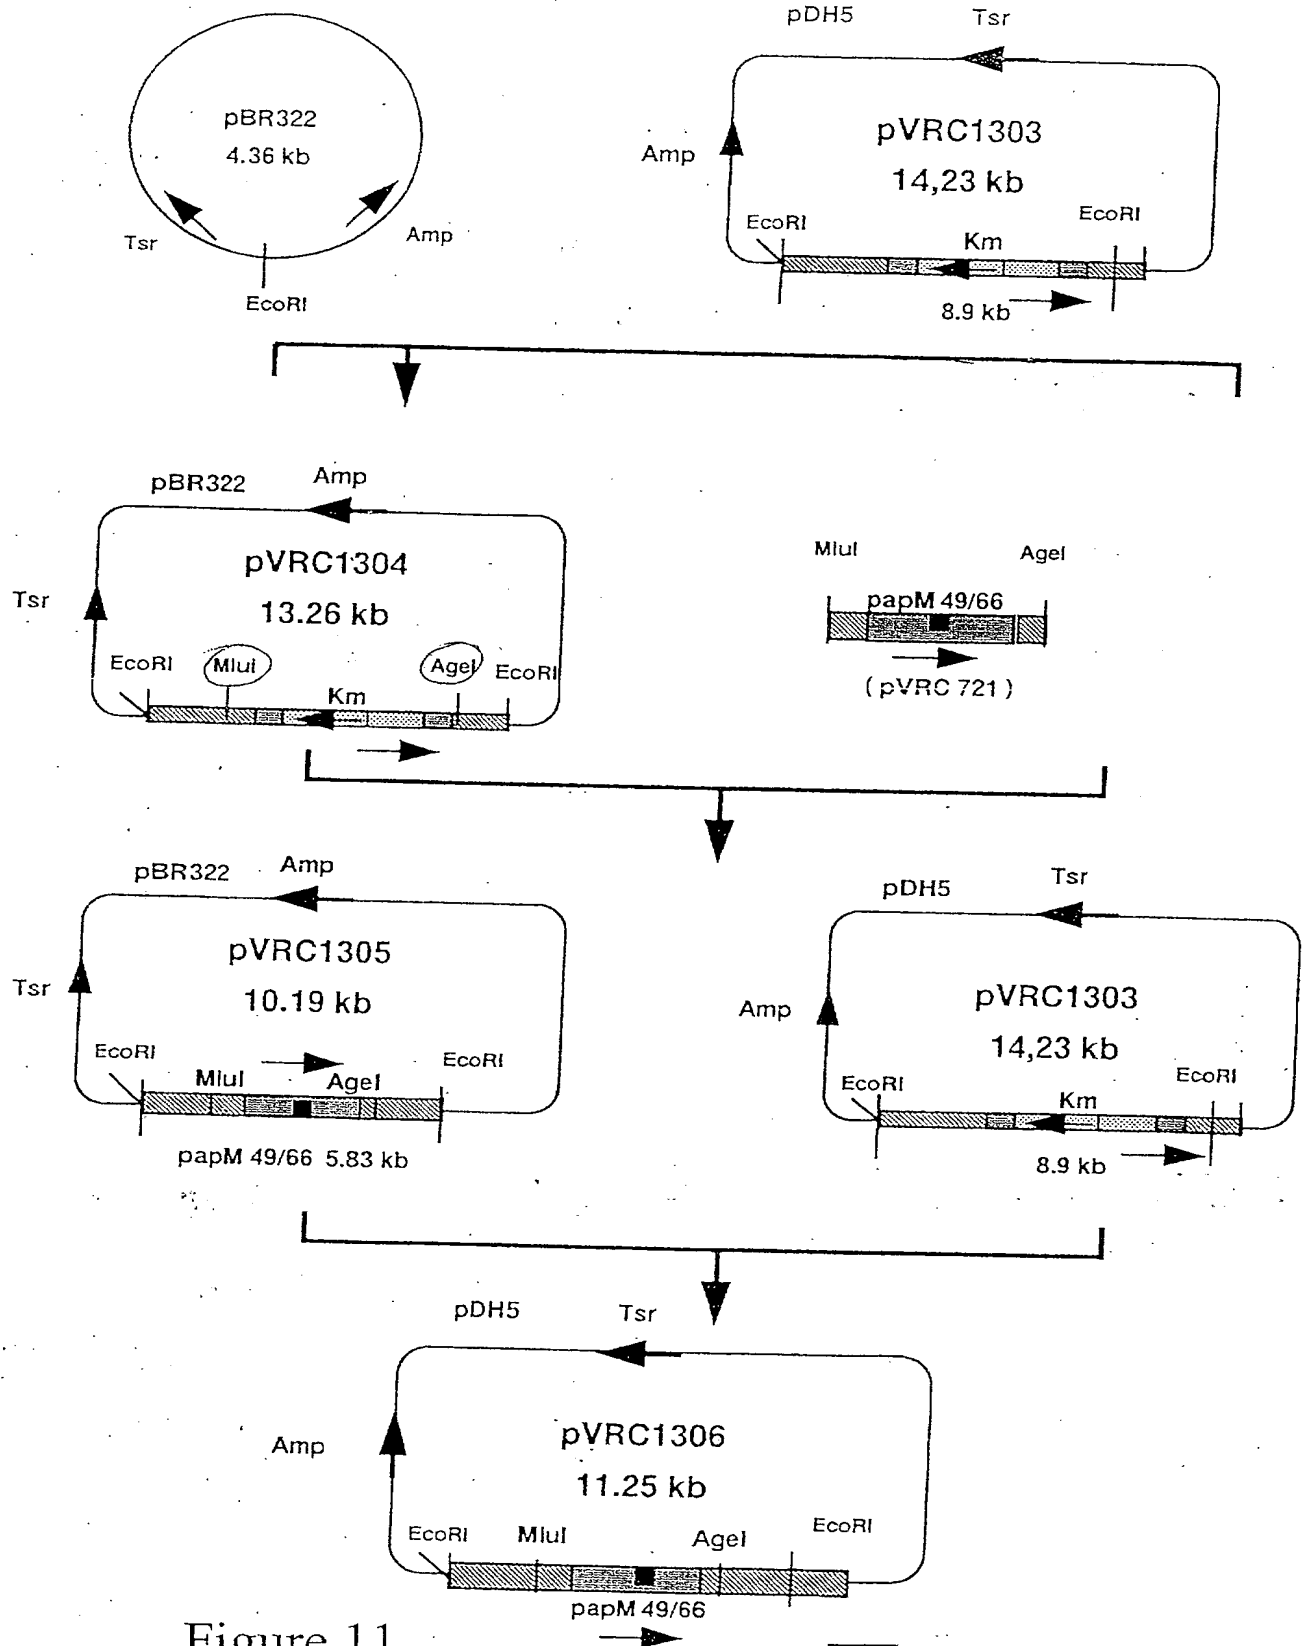 pDH5 Tsr
pBR322
4.36 kb
pVRC1303
14,23 kb
Amp
Tsr
Amp
EcoRI
EcoRI
EcoRI
Km
8.9 kb
pBR322 Amp
pVRC1304
13.26 kb
Tsr
EcoRI MluI AgeI EcoRI
Km
MluI AgeI
papM 49/66
( pVRC 721 )
pBR322 Amp
pVRC1305
10.19 kb
Tsr
EcoRI EcoRI
MluI AgeI
papM 49/66 5.83 kb
pDH5 Tsr
pVRC1303
14,23 kb
Amp
EcoRI EcoRI
Km
8.9 kb
pDH5 Tsr
pVRC1306
11.25 kb
Amp
EcoRI MluI AgeI EcoRI
papM 49/66
Figure 11